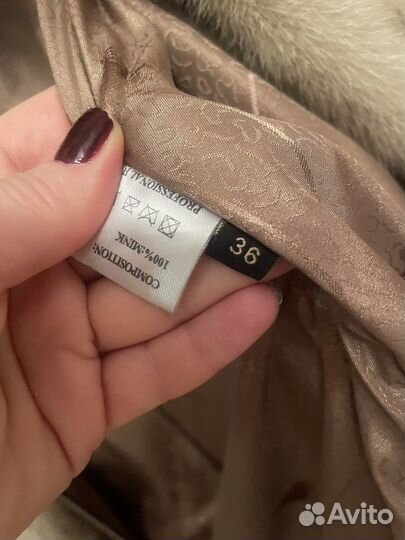 COMPOSITION:
100%:MINK
PROFESSIONAL
36
Avito